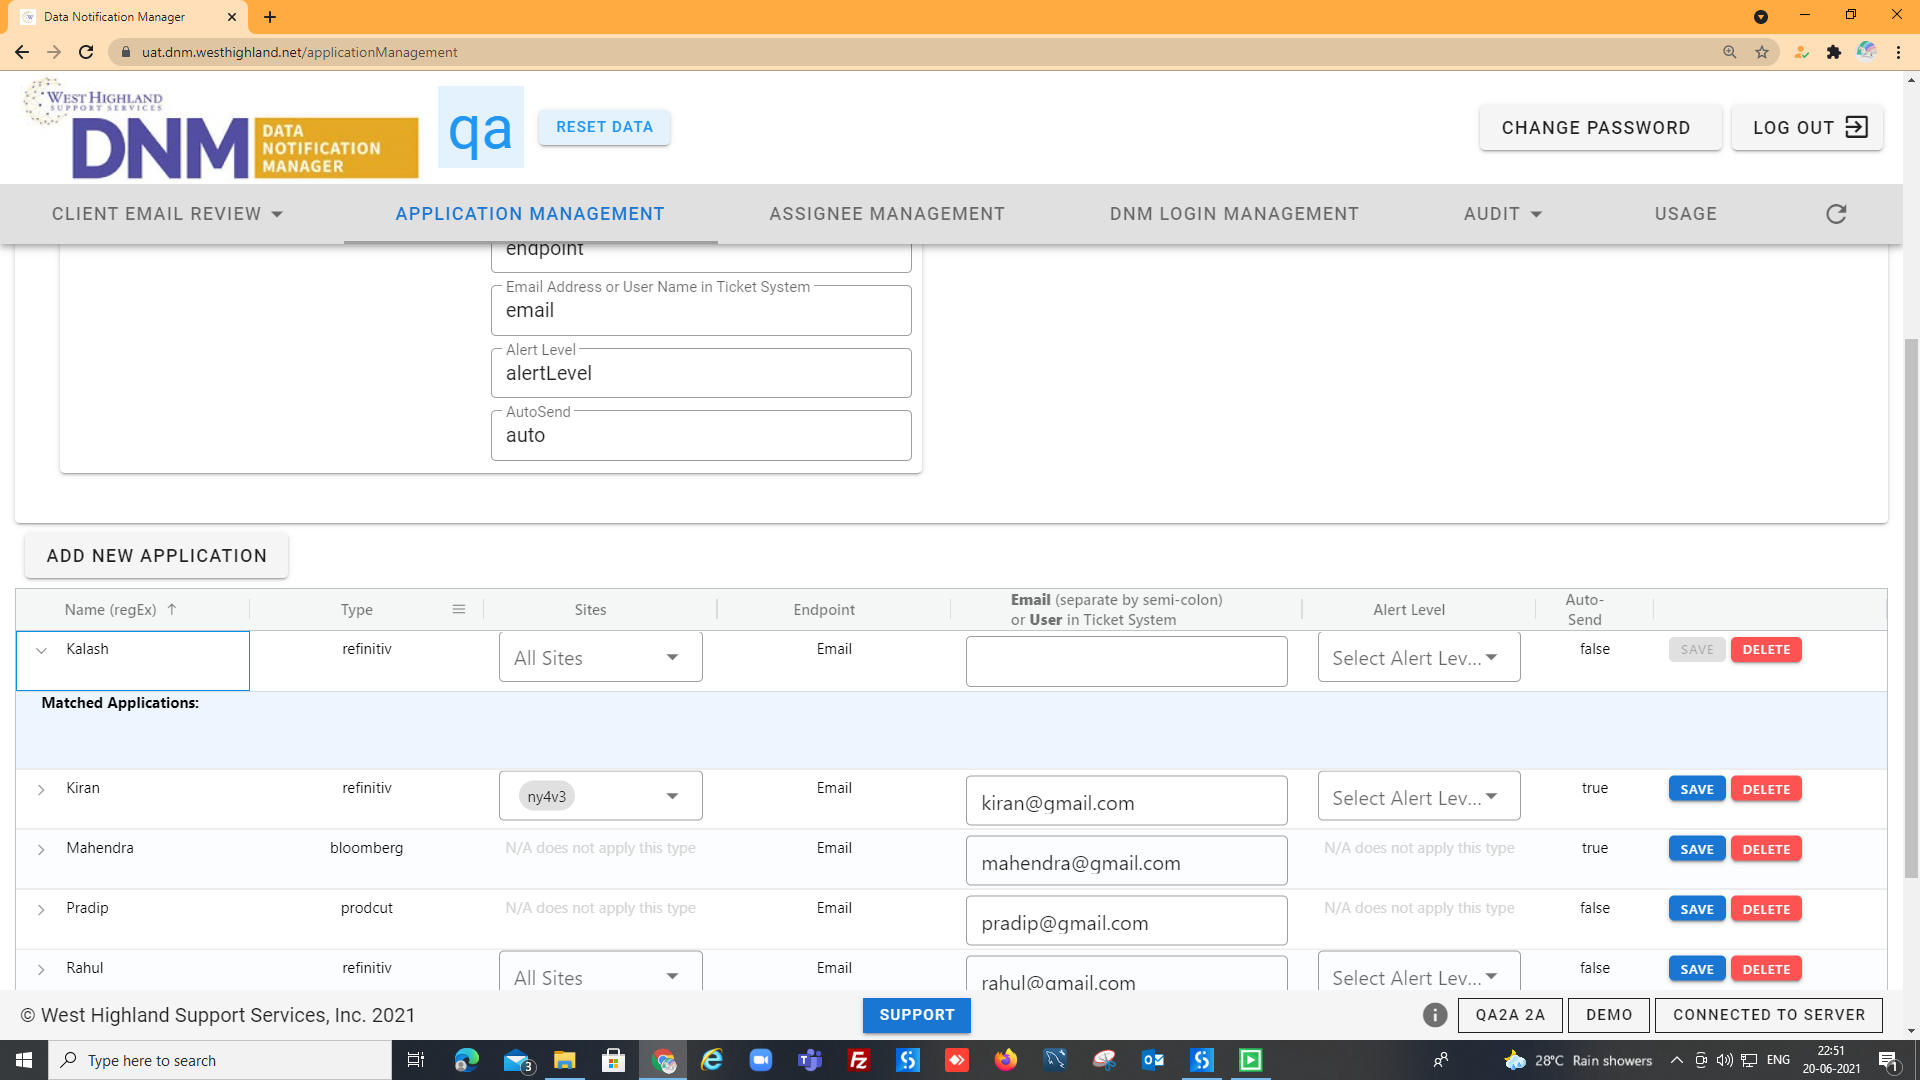 Data Notification Manager
uat.dnm.westhighland.net/applicationManagement
WEST HIGHLAND
SUPPORT SERVICES
DNM
DATA
NOTIFICATION
MANAGER
qa
RESET DATA
CHANGE PASSWORD
LOG OUT
CLIENT EMAIL REVIEW
APPLICATION MANAGEMENT
ASSIGNEE MANAGEMENT
DNM LOGIN MANAGEMENT
AUDIT
USAGE
endpoint
Email Address or User Name in Ticket System
email
Alert Level
alertLevel
AutoSend
auto
ADD NEW APPLICATION
Name (regEx) Type Sites Endpoint Email (separate by semi-colon) or User in Ticket System Alert Level Auto-Send
Kalash refinitiv All Sites Email Select Alert Lev... false SAVE DELETE
Matched Applications:
Kiran refinitiv ny4v3 Email kiran@gmail.com Select Alert Lev... true SAVE DELETE
Mahendra bloomberg N/A does not apply this type Email mahendra@gmail.com N/A does not apply this type true SAVE DELETE
Pradip prodcut N/A does not apply this type Email pradip@gmail.com N/A does not apply this type false SAVE DELETE
Rahul refinitiv All Sites Email rahul@gmail.com Select Alert Lev... false SAVE DELETE
© West Highland Support Services, Inc. 2021
SUPPORT
QA2A 2A
DEMO
CONNECTED TO SERVER
Type here to search
3
28°C Rain showers
ENG
22:51
20-06-2021
1